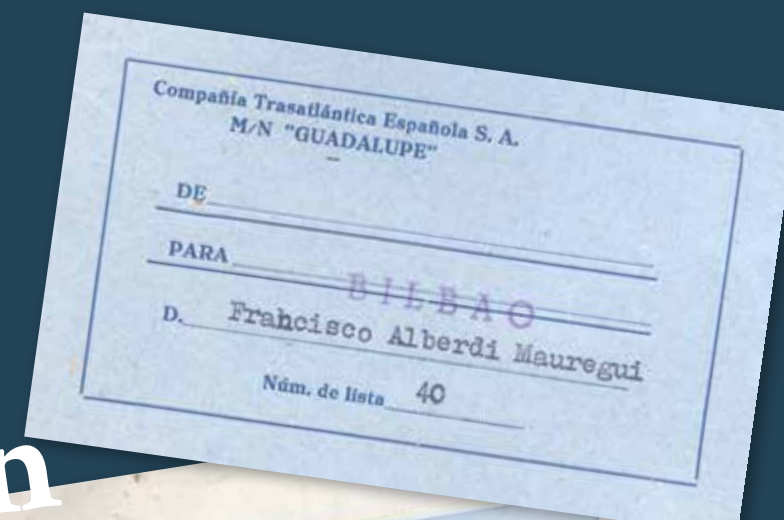 Compañía Trasatlántica Española S. A.
M/N "GUADALUPE"
DE
PARA BILBAO
D. Francisco Alberdi Mauregui
Núm. de lista 40
n